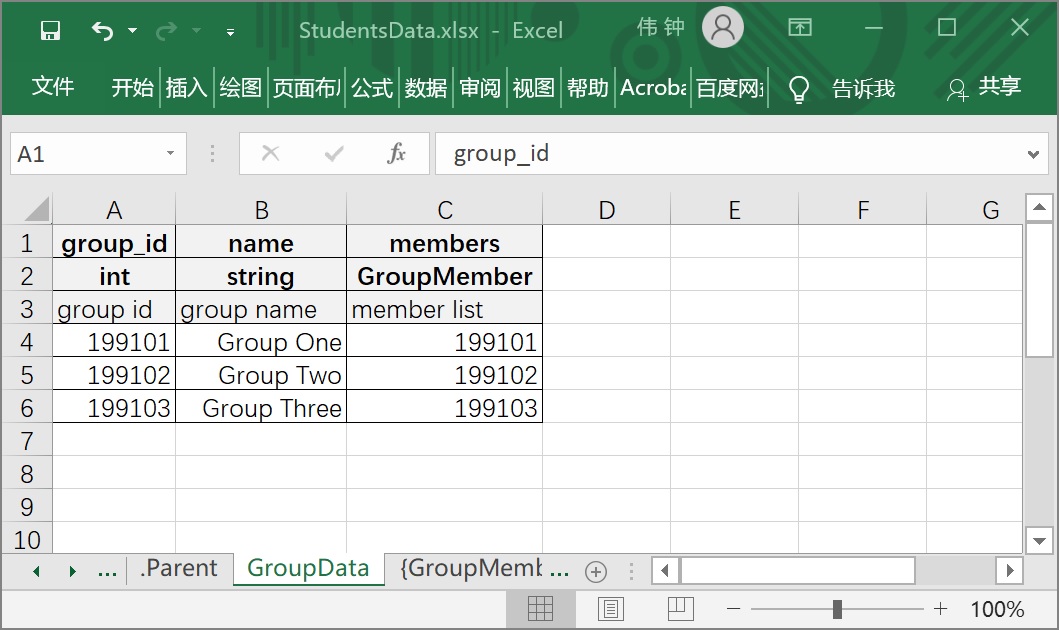 StudentsData.xlsx - Excel 伟 钟
文件 开始 插入 绘图 页面布 公式 数据 审阅 视图 帮助 Acroba 百度网 告诉我 共享
A1 fx group_id
A B C D E F G
1 group_id name members
2 int string GroupMember
3 group id group name member list
4 199101 Group One 199101
5 199102 Group Two 199102
6 199103 Group Three 199103
7
8
9
10
... .Parent GroupData {GroupMemb ...
100%